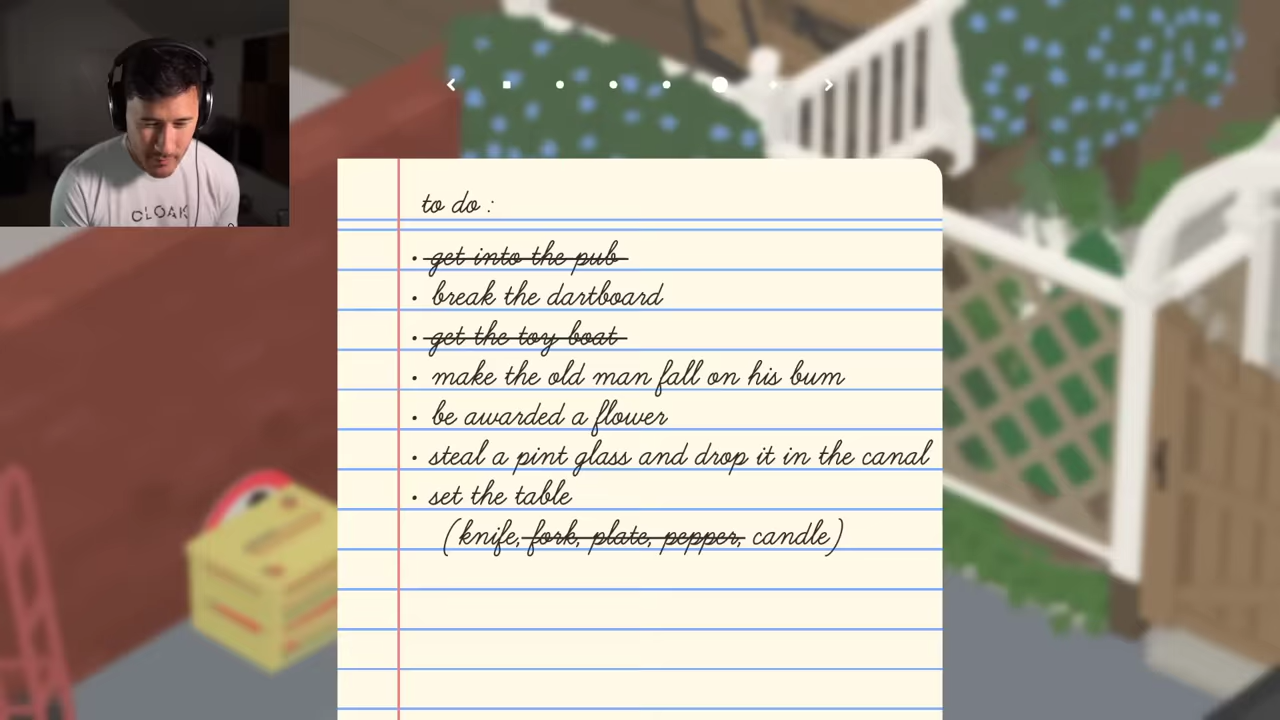 CLOAK
to do :
• get into the pub
• break the dartboard
• get the toy boat
• make the old man fall on his bum
• be awarded a flower
• steal a pint glass and drop it in the canal
• set the table
(knife, fork, plate, pepper, candle)